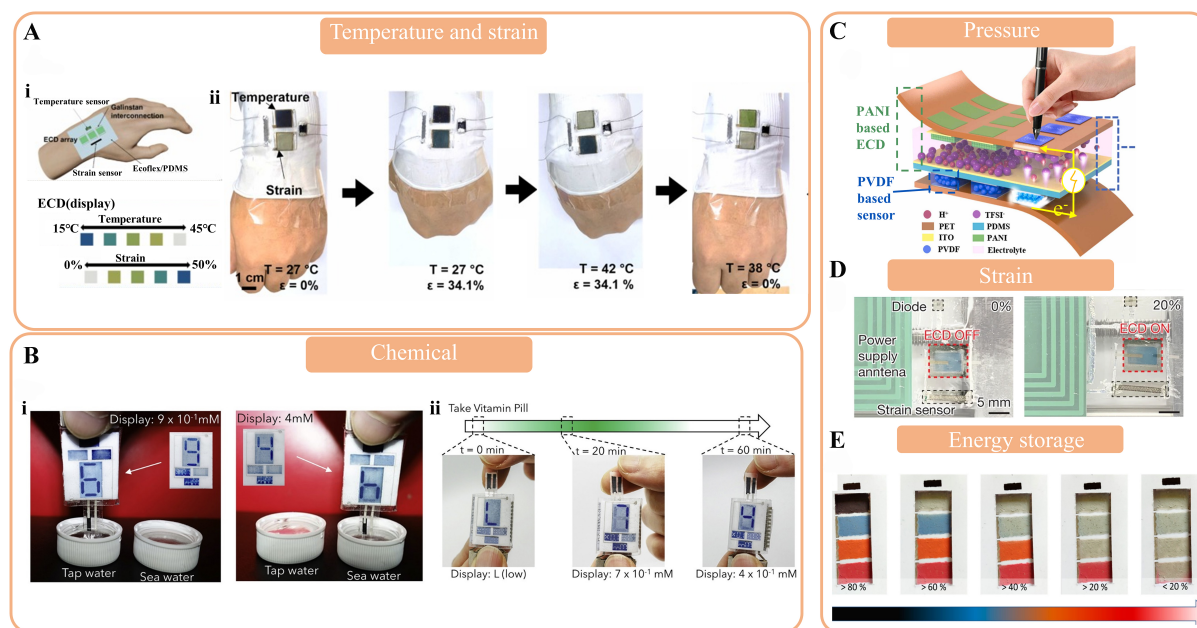 A
Temperature and strain
i
Temperature sensor
Galinstan
interconnection
ECD array
Strain sensor
Ecoflex/PDMS
ECD(display)
Temperature
15℃
45℃
Strain
0%
50%
ii
Temperature
Strain
1 cm
T = 27 °C
ε = 0%
T = 27 °C
ε = 34.1%
T = 42 °C
ε = 34.1 %
T = 38 °C
ε = 0%
B
Chemical
i
Display: 9 x 10⁻¹mM
Tap water
Sea water
Display: 4mM
Tap water
Sea water
ii
Take Vitamin Pill
t = 0 min
t = 20 min
t = 60 min
Display: L (low)
Display: 7 x 10⁻¹ mM
Display: 4 x 10⁻¹ mM
C
Pressure
PANI
based
ECD
PVDF
based
sensor
e⁻
H⁺
TFSI⁻
PET
PDMS
ITO
PANI
PVDF
Electrolyte
D
Strain
Diode
0%
ECD OFF
Power
supply
anntena
Strain sensor
5 mm
20%
ECD ON
E
Energy storage
> 80 %
> 60 %
> 40 %
> 20 %
< 20 %